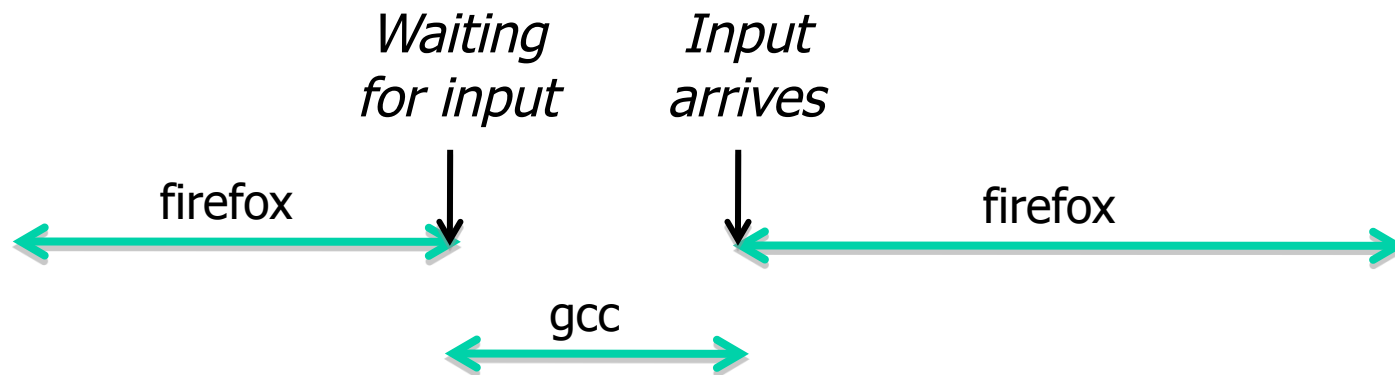 Waiting
for input
Input
arrives
firefox
firefox
gcc